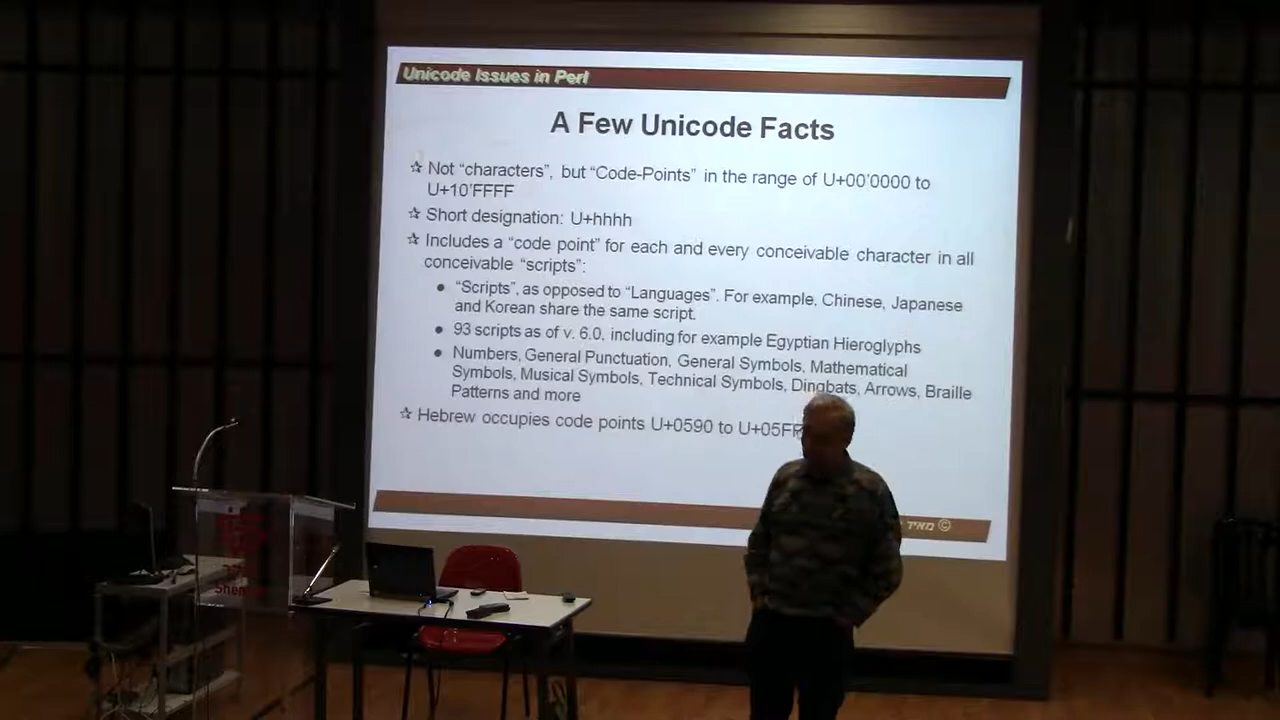 Unicode Issues in Perl
A Few Unicode Facts
Not “characters”, but “Code-Points” in the range of U+00'0000 to
U+10'FFFF
Short designation: U+hhhh
Includes a “code point” for each and every conceivable character in all
conceivable “scripts”:
“Scripts”, as opposed to “Languages”. For example, Chinese, Japanese
and Korean share the same script.
93 scripts as of v. 6.0, including for example Egyptian Hieroglyphs
Numbers, General Punctuation, General Symbols, Mathematical
Symbols, Musical Symbols, Technical Symbols, Dingbats, Arrows, Braille
Patterns and more
Hebrew occupies code points U+0590 to U+05FF
© מאיר